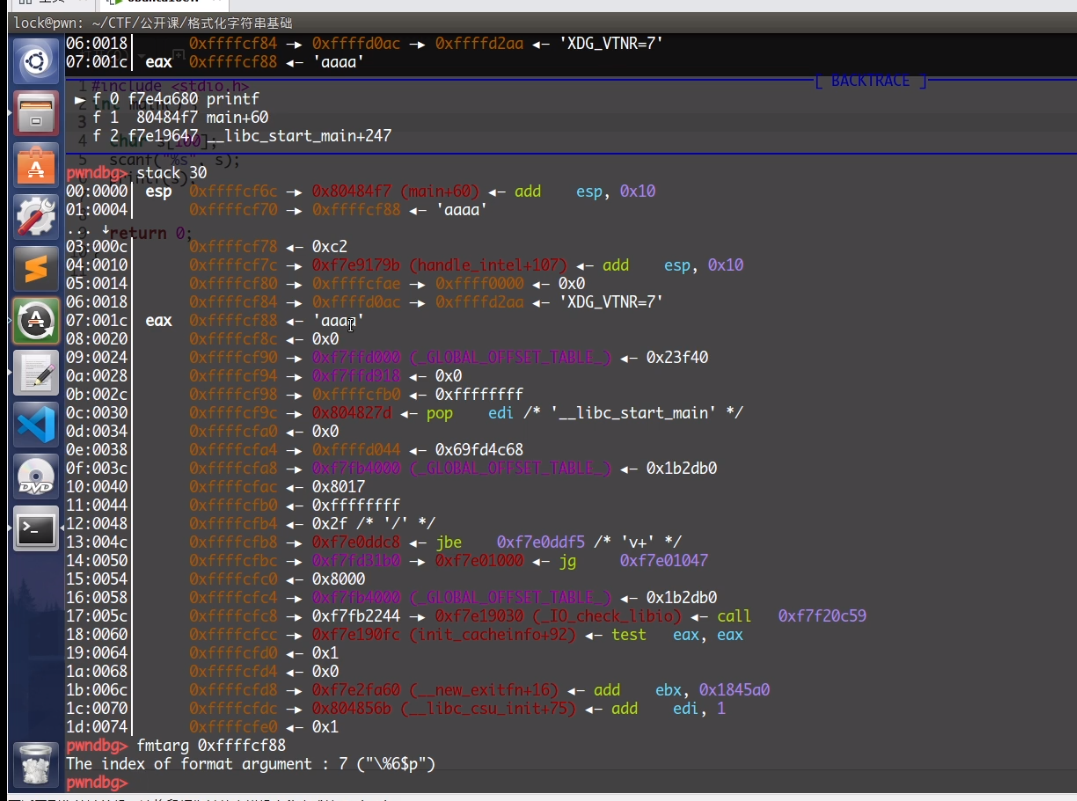 lock@pwn: ~/CTF/公开课/格式化字符串基础
06:0018│ 0xffffcf84 —▸ 0xffffd0ac —▸ 0xffffd2aa ◂— 'XDG_VTNR=7'
07:001c│ eax 0xffffcf88 ◂— 'aaaa'
1 #include <stdio.h>
[ BACKTRACE ]
► f 0 f7e4a680 printf
3
f 1 80484f7 main+60
f 2 f7e19647 __libc_start_main+247
4 char s[100];
5 scanf("%s", s);
pwndbg> stack 30
00:0000│ esp 0xffffcf6c —▸ 0x80484f7 (main+60) ◂— add esp, 0x10
01:0004│ 0xffffcf70 —▸ 0xffffcf88 ◂— 'aaaa'
... ↓
return 0;
03:000c│ 0xffffcf78 ◂— 0xc2
04:0010│ 0xffffcf7c —▸ 0xf7e9179b (handle_intel+107) ◂— add esp, 0x10
05:0014│ 0xffffcf80 —▸ 0xffffcfae —▸ 0xffff0000 ◂— 0x0
06:0018│ 0xffffcf84 —▸ 0xffffd0ac —▸ 0xffffd2aa ◂— 'XDG_VTNR=7'
07:001c│ eax 0xffffcf88 ◂— 'aaaa'
08:0020│ 0xffffcf8c ◂— 0x0
09:0024│ 0xffffcf90 —▸ 0xf7ffd000 (_GLOBAL_OFFSET_TABLE_) ◂— 0x23f40
0a:0028│ 0xffffcf94 —▸ 0xf7ffd918 ◂— 0x0
0b:002c│ 0xffffcf98 —▸ 0xffffcfb0 ◂— 0xffffffff
0c:0030│ 0xffffcf9c —▸ 0x804827d ◂— pop edi /* '__libc_start_main' */
0d:0034│ 0xffffcfa0 ◂— 0x0
0e:0038│ 0xffffcfa4 —▸ 0xffffd044 ◂— 0x69fd4c68
0f:003c│ 0xffffcfa8 —▸ 0xf7fb4000 (_GLOBAL_OFFSET_TABLE_) ◂— 0x1b2db0
10:0040│ 0xffffcfac ◂— 0x8017
11:0044│ 0xffffcfb0 ◂— 0xffffffff
12:0048│ 0xffffcfb4 ◂— 0x2f /* '/' */
13:004c│ 0xffffcfb8 —▸ 0xf7e0ddc8 ◂— jbe 0xf7e0ddf5 /* 'v+' */
14:0050│ 0xffffcfbc —▸ 0xf7fd31b0 —▸ 0xf7e01000 ◂— jg 0xf7e01047
15:0054│ 0xffffcfc0 ◂— 0x8000
16:0058│ 0xffffcfc4 —▸ 0xf7fb4000 (_GLOBAL_OFFSET_TABLE_) ◂— 0x1b2db0
17:005c│ 0xffffcfc8 —▸ 0xf7fb2244 —▸ 0xf7e19030 (_IO_check_libio) ◂— call 0xf7f20c59
18:0060│ 0xffffcfcc —▸ 0xf7e190fc (init_cacheinfo+92) ◂— test eax, eax
19:0064│ 0xffffcfd0 ◂— 0x1
1a:0068│ 0xffffcfd4 ◂— 0x0
1b:006c│ 0xffffcfd8 —▸ 0xf7e2fa60 (__new_exitfn+16) ◂— add ebx, 0x1845a0
1c:0070│ 0xffffcfdc —▸ 0x804856b (__libc_csu_init+75) ◂— add edi, 1
1d:0074│ 0xffffcfe0 ◂— 0x1
pwndbg> fmtarg 0xffffcf88
The index of format argument : 7 ("\%6$p")
pwndbg>